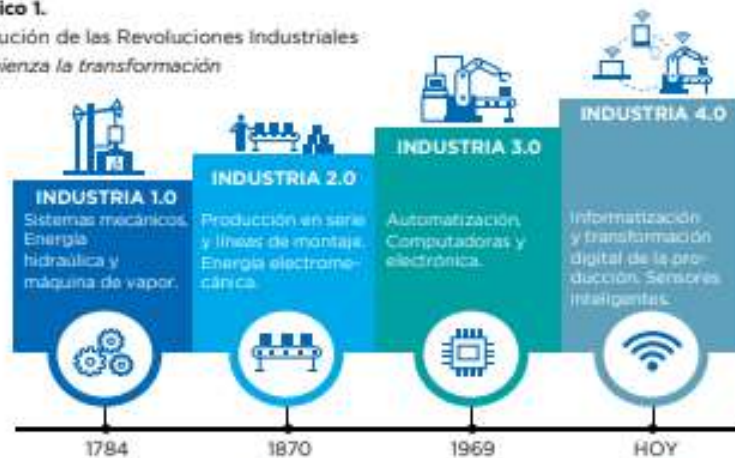 ico 1.
ución de las Revoluciones Industriales
ienza la transformación
INDUSTRIA 1.0
Sistemas mecánicos.
Energía
hidraúlica y
máquina de vapor.
INDUSTRIA 2.0
Producción en serie
y líneas de montaje.
Energía electrome-
cánica.
INDUSTRIA 3.0
Automatización.
Computadoras y
electrónica.
INDUSTRIA 4.0
Informatización
y transformación
digital de la pro-
ducción. Sensores
inteligentes.
1784
1870
1969
HOY